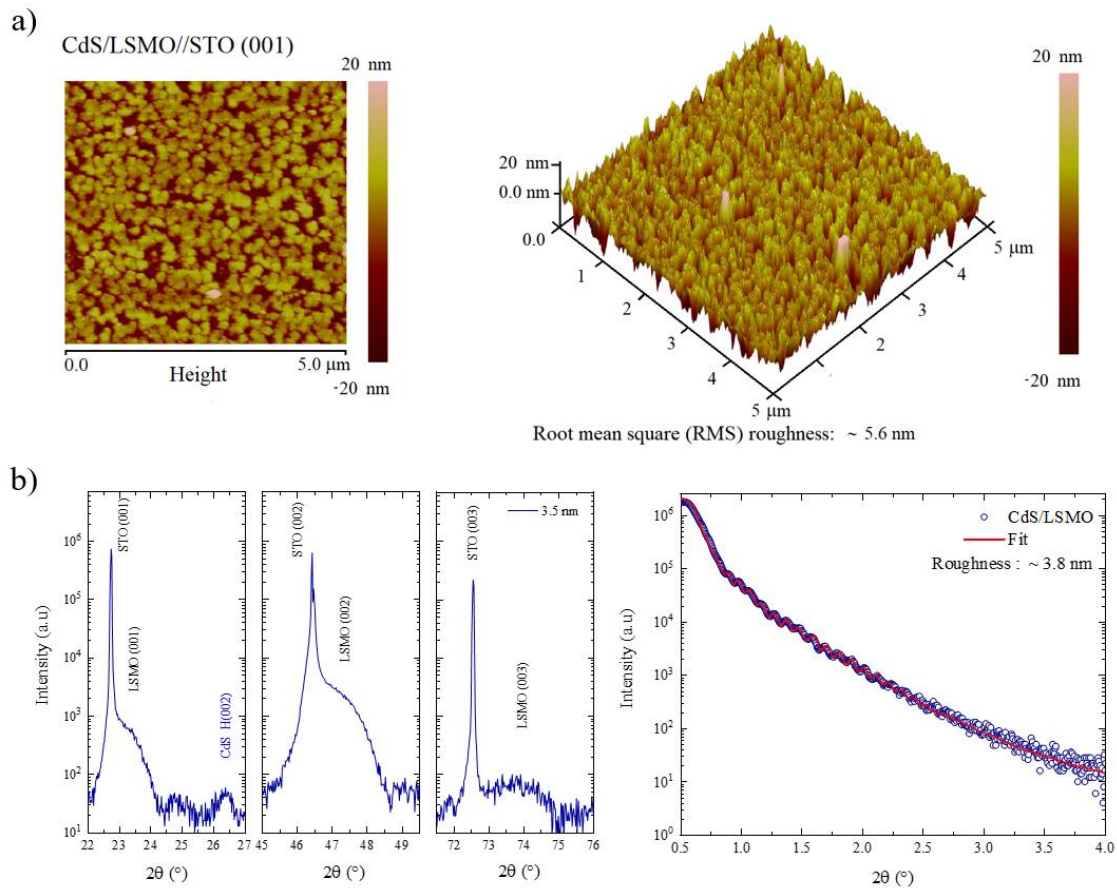 a)
CdS/LSMO//STO (001)
20 nm
-20 nm
0.0
5.0 μm
Height
20 nm
0.0 nm
0.0
1
2
3
4
5 μm
5 μm
4
3
2
20 nm
-20 nm
Root mean square (RMS) roughness: ~ 5.6 nm
b)
Intensity (a.u)
10⁶
10⁵
10⁴
10³
10²
10¹
STO (001)
LSMO (001)
CdS H(002)
22 23 24 25 26 27
2θ (°)
STO (002)
LSMO (002)
45 46 47 48 49
2θ (°)
3.5 nm
STO (003)
LSMO (003)
72 73 74 75 76
2θ (°)
Intensity (a.u)
10⁶
10⁵
10⁴
10³
10²
10¹
10⁰
CdS/LSMO
Fit
Roughness : ~ 3.8 nm
0.5 1.0 1.5 2.0 2.5 3.0 3.5 4.0
2θ (°)